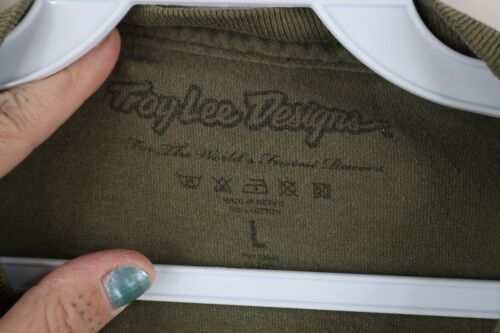 Troy Lee Designs
For The World's Fastest Racers
MADE IN MEXICO
100% COTTON
L